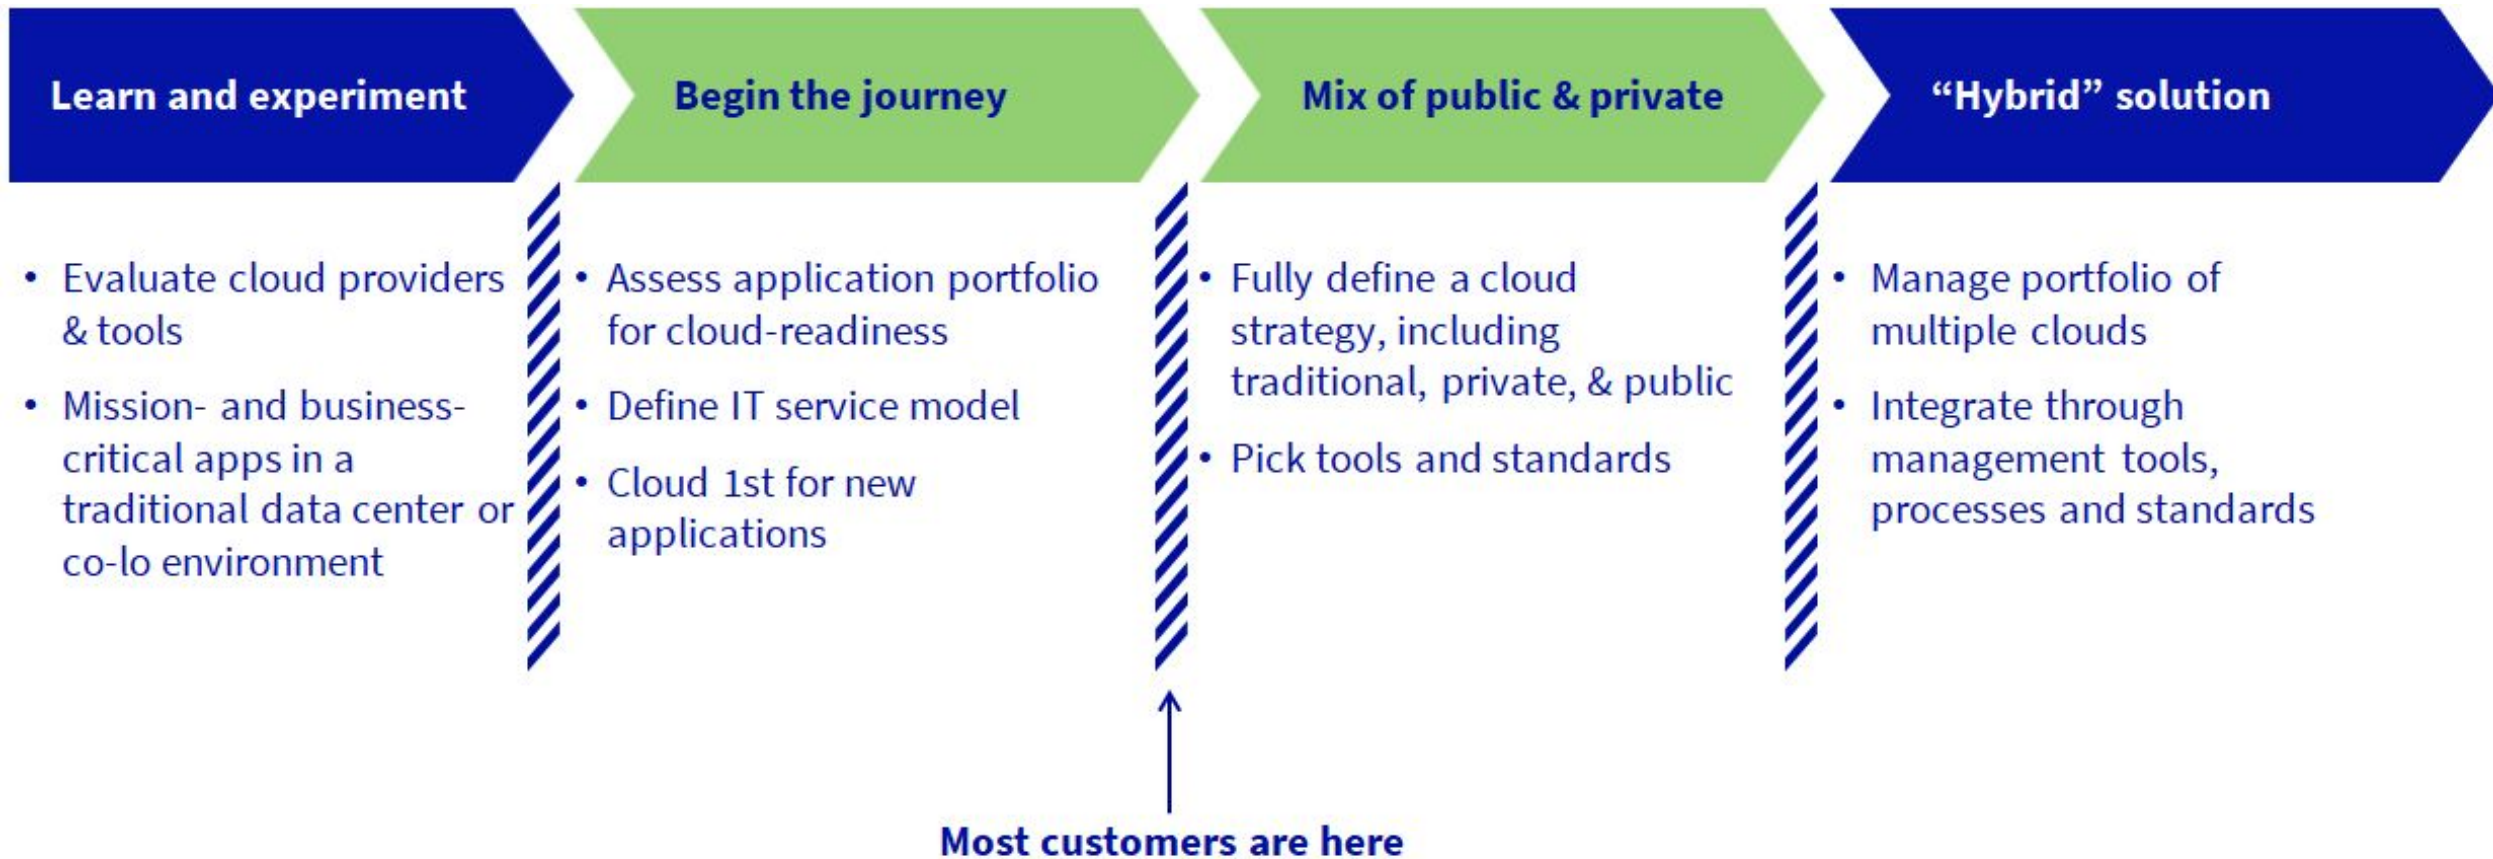 Learn and experiment
Begin the journey
Mix of public & private
“Hybrid” solution
• Evaluate cloud providers
& tools
• Mission- and business-
critical apps in a
traditional data center or
co-lo environment
• Assess application portfolio
for cloud-readiness
• Define IT service model
• Cloud 1st for new
applications
• Fully define a cloud
strategy, including
traditional, private, & public
• Pick tools and standards
• Manage portfolio of
multiple clouds
• Integrate through
management tools,
processes and standards
Most customers are here